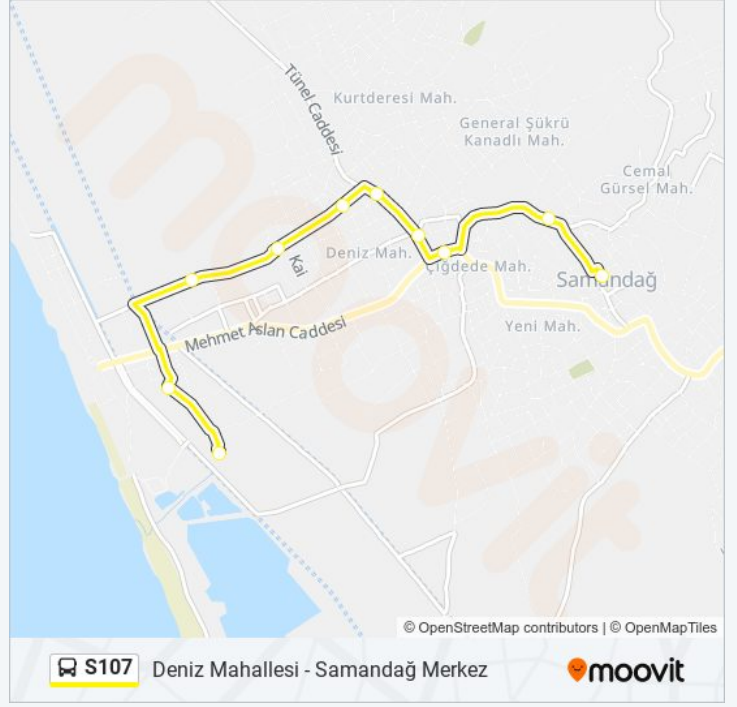 Tünel Caddesi
Kurtderesi Mah.
General Şükrü
Kanadlı Mah.
Cemal
Gürsel Mah.
moovit
Deniz Mah.
Kai
Çiğdede Mah.
Samandağ
Mehmet Aslan Caddesi
Yeni Mah.
© OpenStreetMap contributors | © OpenMapTiles
S107 Deniz Mahallesi - Samandağ Merkez moovit